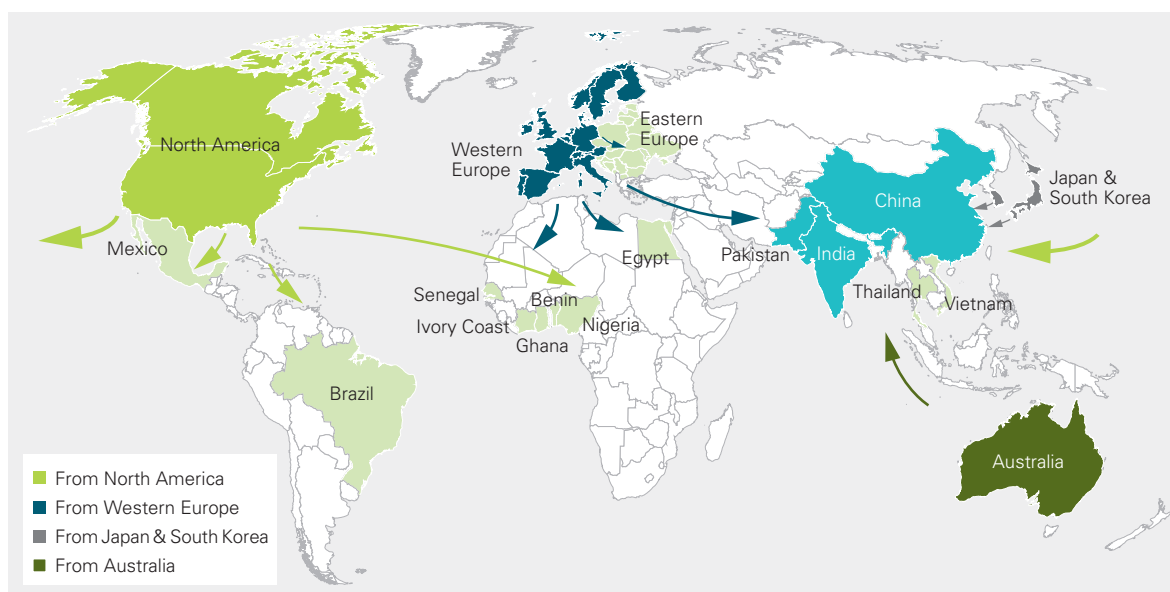 North America
Western
Europe
Eastern
Europe
Japan &
South Korea
China
Mexico
Egypt
Pakistan
India
Senegal
Benin
Thailand
Vietnam
Ivory Coast
Nigeria
Ghana
Brazil
Australia
From North America
From Western Europe
From Japan & South Korea
From Australia